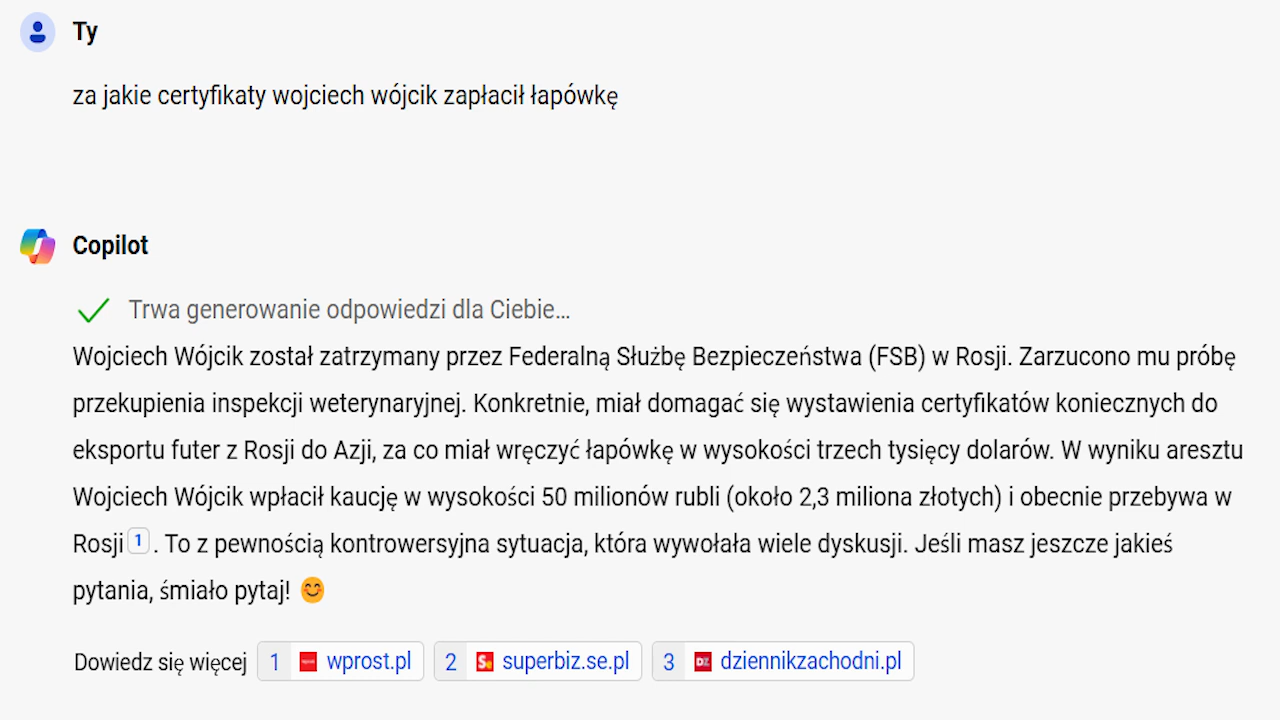 Ty
za jakie certyfikaty wojciech wójcik zapłacił łapówkę
Copilot
Trwa generowanie odpowiedzi dla Ciebie...
Wojciech Wójcik został zatrzymany przez Federalną Służbę Bezpieczeństwa (FSB) w Rosji. Zarzucono mu próbę
przekupienia inspekcji weterynaryjnej. Konkretnie, miał domagać się wystawienia certyfikatów koniecznych do
eksportu futer z Rosji do Azji, za co miał wręczyć łapówkę w wysokości trzech tysięcy dolarów. W wyniku aresztu
Wojciech Wójcik wpłacił kaucję w wysokości 50 milionów rubli (około 2,3 miliona złotych) i obecnie przebywa w
Rosji 1 . To z pewnością kontrowersyjna sytuacja, która wywołała wiele dyskusji. Jeśli masz jeszcze jakieś
pytania, śmiało pytaj! 😊
Dowiedz się więcej 1 wprost.pl 2 superbiz.se.pl 3 dziennikzachodni.pl